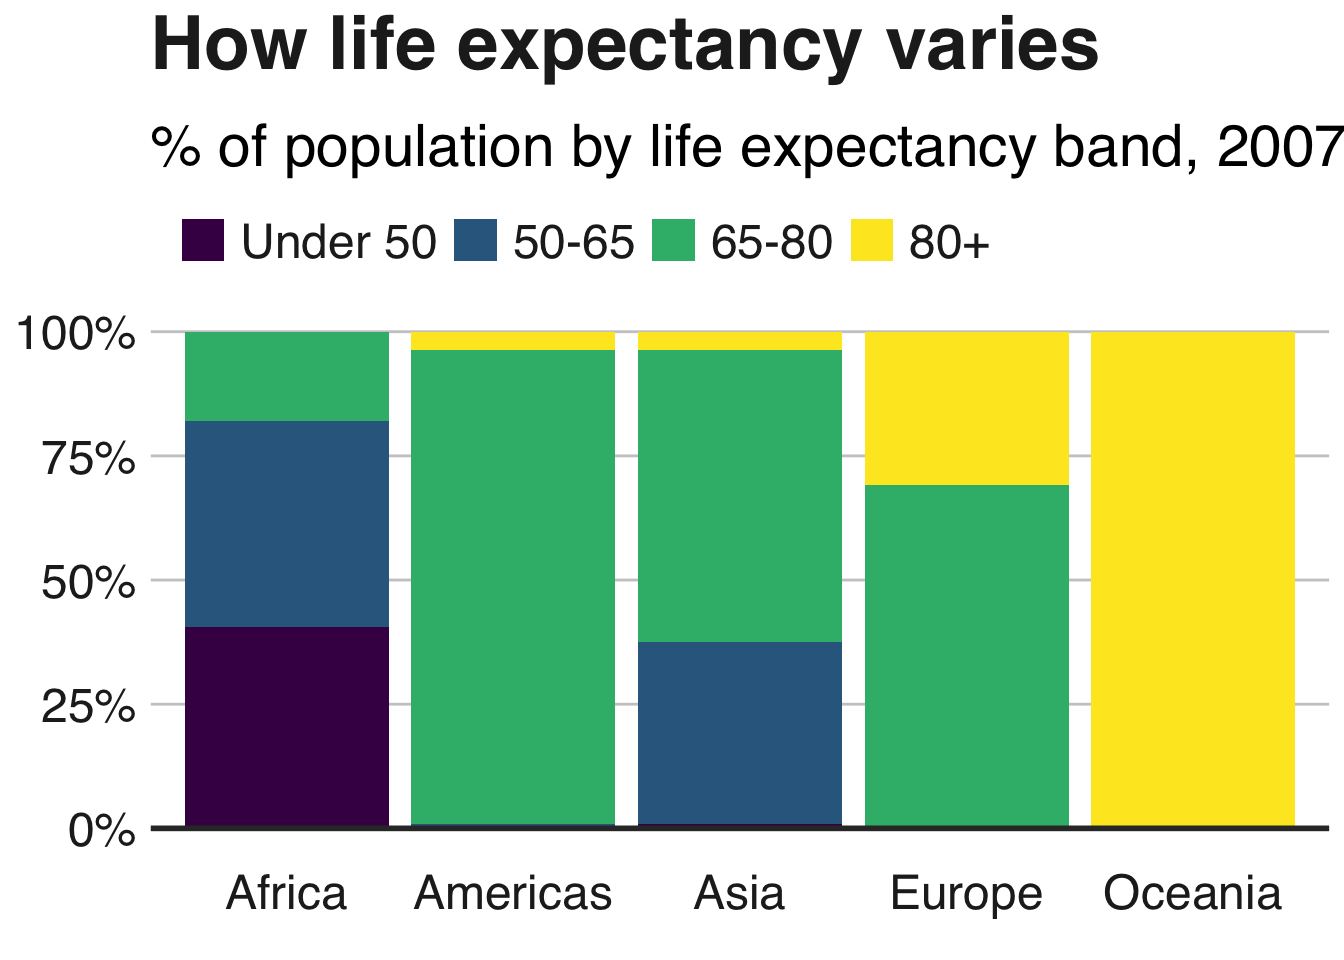 How life expectancy varies
% of population by life expectancy band, 2007
Under 50 50-65 65-80 80+
100%
75%
50%
25%
0%
Africa Americas Asia Europe Oceania